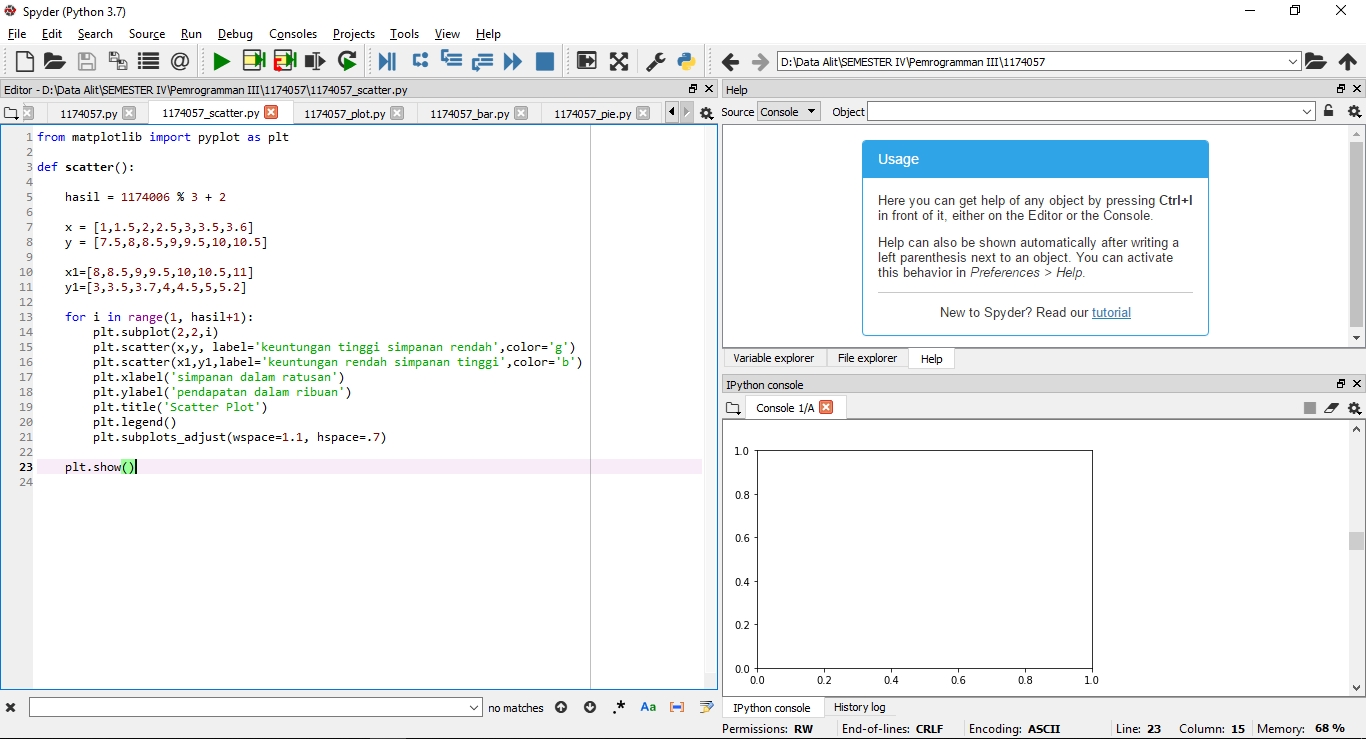 Spyder (Python 3.7)
File Edit Search Source Run Debug Consoles Projects Tools View Help
D:\Data Alit\SEMESTER IV\Pemrogramman III\1174057
Editor - D:\Data Alit\SEMESTER IV\Pemrogramman III\1174057\1174057_scatter.py
1174057.py 1174057_scatter.py 1174057_plot.py 1174057_bar.py 1174057_pie.py
1 from matplotlib import pyplot as plt
2
3 def scatter():
4
5 hasil = 1174006 % 3 + 2
6
7 x = [1,1.5,2,2.5,3,3.5,3.6]
8 y = [7.5,8,8.5,9,9.5,10,10.5]
9
10 x1=[8,8.5,9,9.5,10,10.5,11]
11 y1=[3,3.5,3.7,4,4.5,5,5.2]
12
13 for i in range(1, hasil+1):
14 plt.subplot(2,2,i)
15 plt.scatter(x,y, label='keuntungan tinggi simpanan rendah',color='g')
16 plt.scatter(x1,y1,label='keuntungan rendah simpanan tinggi',color='b')
17 plt.xlabel('simpanan dalam ratusan')
18 plt.ylabel('pendapatan dalam ribuan')
19 plt.title('Scatter Plot')
20 plt.legend()
21 plt.subplots_adjust(wspace=1.1, hspace=.7)
22
23 plt.show()
24
no matches .* Aa
Help
Source Console Object
Usage
Here you can get help of any object by pressing Ctrl+I
in front of it, either on the Editor or the Console.
Help can also be shown automatically after writing a
left parenthesis next to an object. You can activate
this behavior in Preferences > Help.
New to Spyder? Read our tutorial
Variable explorer File explorer Help
IPython console
Console 1/A
1.0
0.8
0.6
0.4
0.2
0.0
0.0 0.2 0.4 0.6 0.8 1.0
IPython console History log
Permissions: RW End-of-lines: CRLF Encoding: ASCII Line: 23 Column: 15 Memory: 68 %